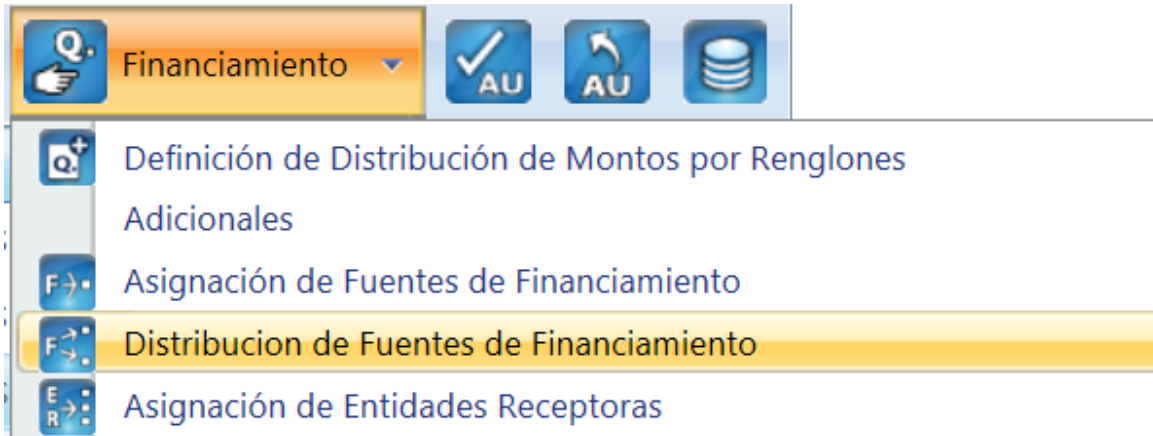 Q. Financiamiento AU AU
Q. Definición de Distribución de Montos por Renglones
Adicionales
F Asignación de Fuentes de Financiamiento
F Distribucion de Fuentes de Financiamiento
E R Asignación de Entidades Receptoras